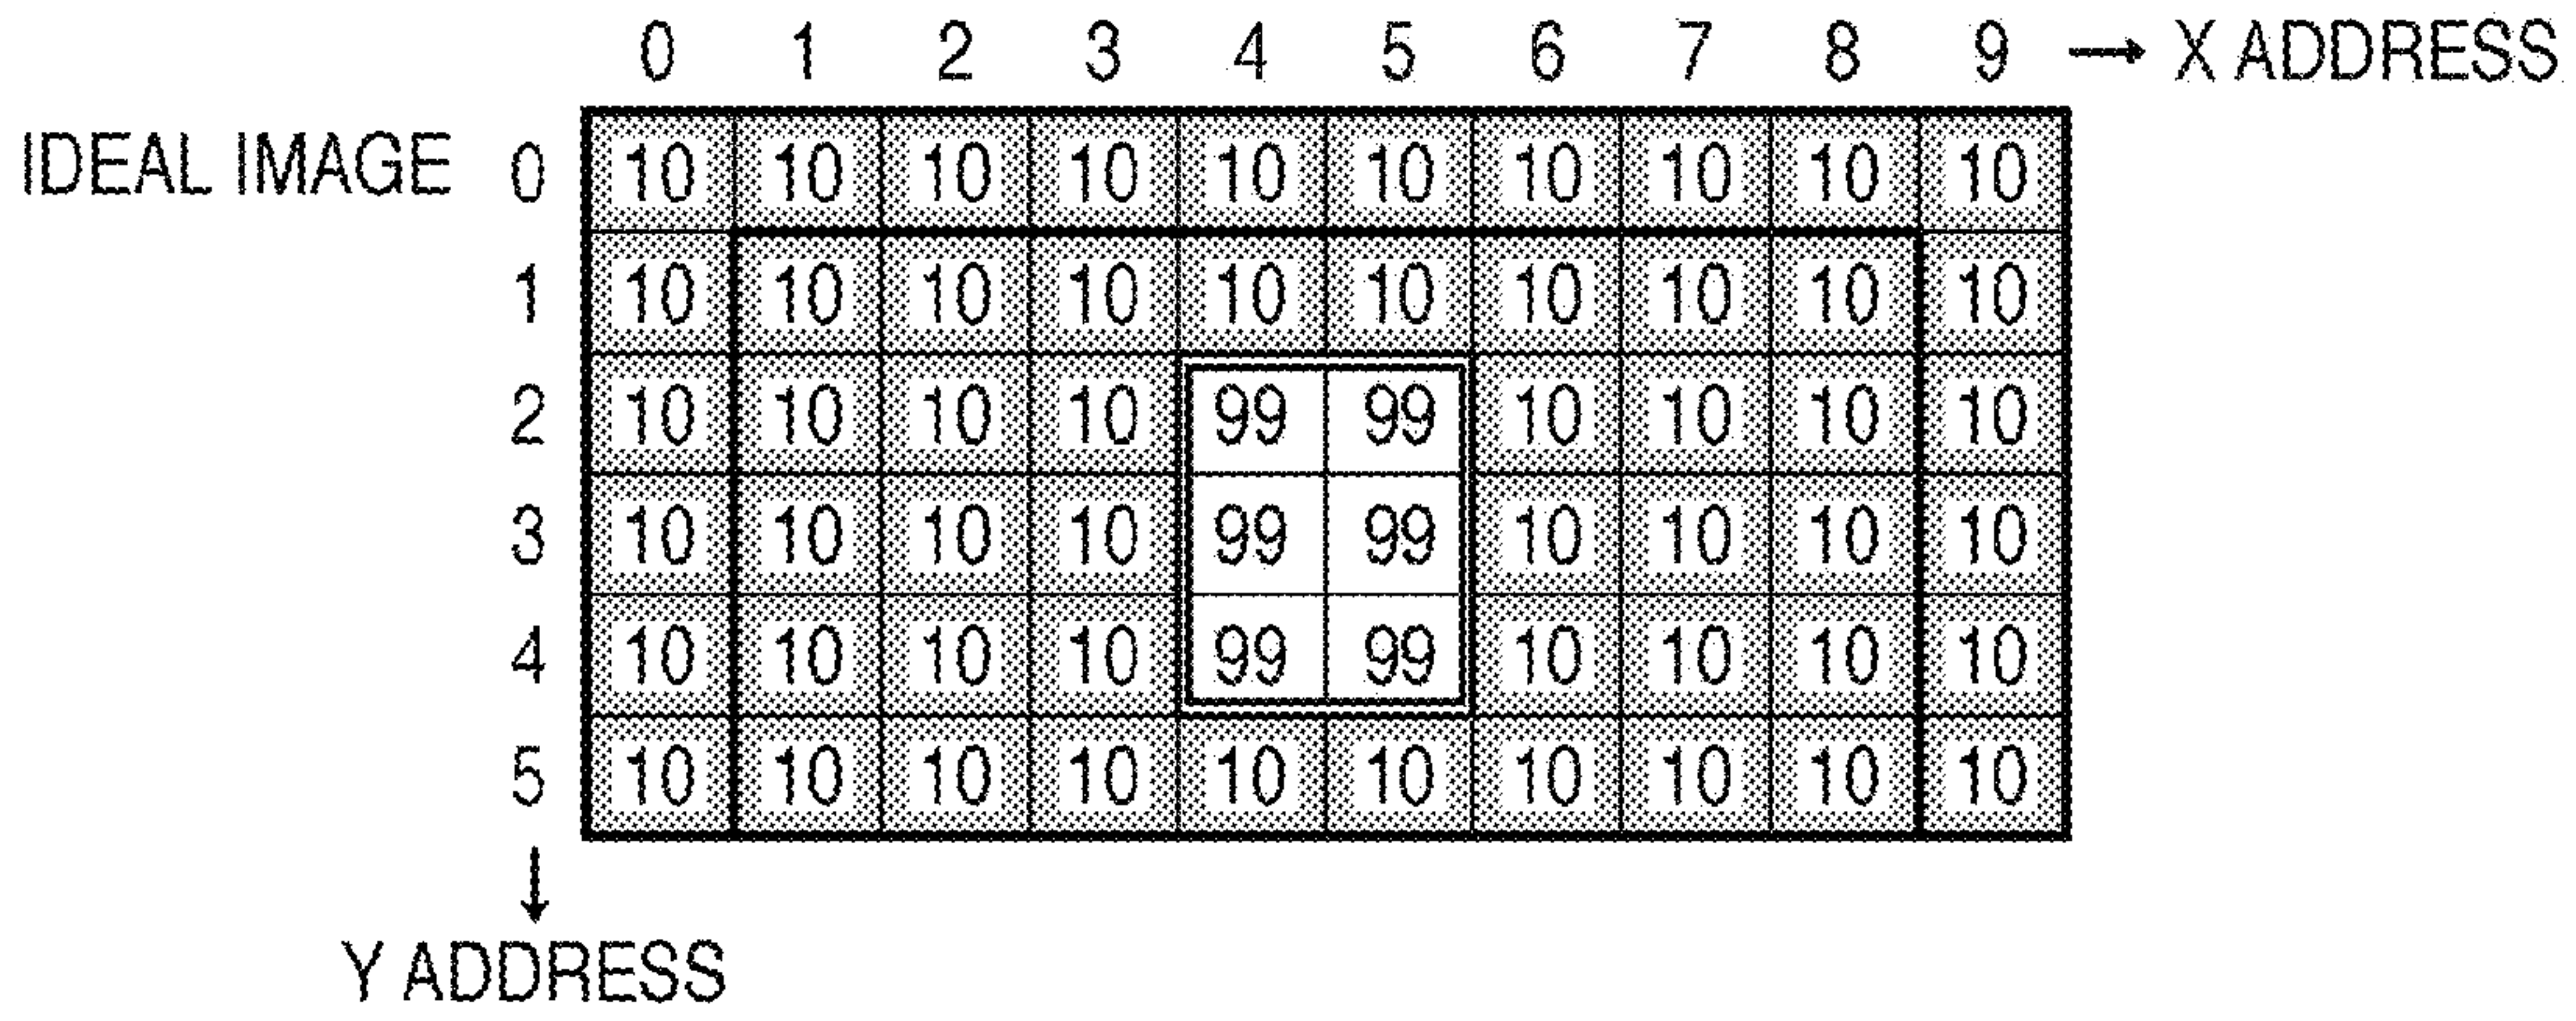 0 1 2 3 4 5 6 7 8 9 → X ADDRESS
IDEAL IMAGE 0 10 10 10 10 10 10 10 10 10 10
1 10 10 10 10 10 10 10 10 10 10
2 10 10 10 10 99 99 10 10 10 10
3 10 10 10 10 99 99 10 10 10 10
4 10 10 10 10 99 99 10 10 10 10
5 10 10 10 10 10 10 10 10 10 10
↓
Y ADDRESS